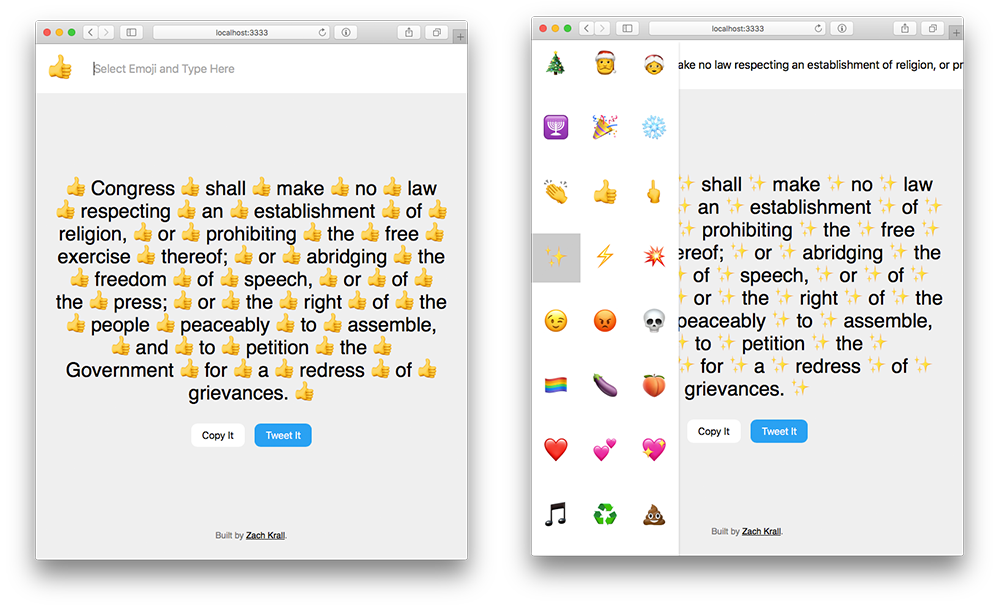 localhost:3333
👍 Select Emoji and Type Here
👍 Congress 👍 shall 👍 make 👍 no 👍 law
👍 respecting 👍 an 👍 establishment 👍 of 👍
religion, 👍 or 👍 prohibiting 👍 the 👍 free 👍
exercise 👍 thereof; 👍 or 👍 abridging 👍 the
👍 freedom 👍 of 👍 speech, 👍 or 👍 of 👍
the 👍 press; 👍 or 👍 the 👍 right 👍 of 👍 the
👍 people 👍 peaceably 👍 to 👍 assemble,
👍 and 👍 to 👍 petition 👍 the 👍
Government 👍 for 👍 a 👍 redress 👍 of 👍
grievances. 👍
Copy It
Tweet It
Built by Zach Krall.
localhost:3333
ake no law respecting an establishment of religion, or pr
✨ shall ✨ make ✨ no ✨ law
✨ an ✨ establishment ✨ of ✨
✨ prohibiting ✨ the ✨ free ✨
ereof; ✨ or ✨ abridging ✨ the
✨ of ✨ speech, ✨ or ✨ of ✨
✨ or ✨ the ✨ right ✨ of ✨ the
peaceably ✨ to ✨ assemble,
✨ to ✨ petition ✨ the ✨
✨ for ✨ a ✨ redress ✨ of ✨
grievances. ✨
Copy It
Tweet It
Built by Zach Krall.